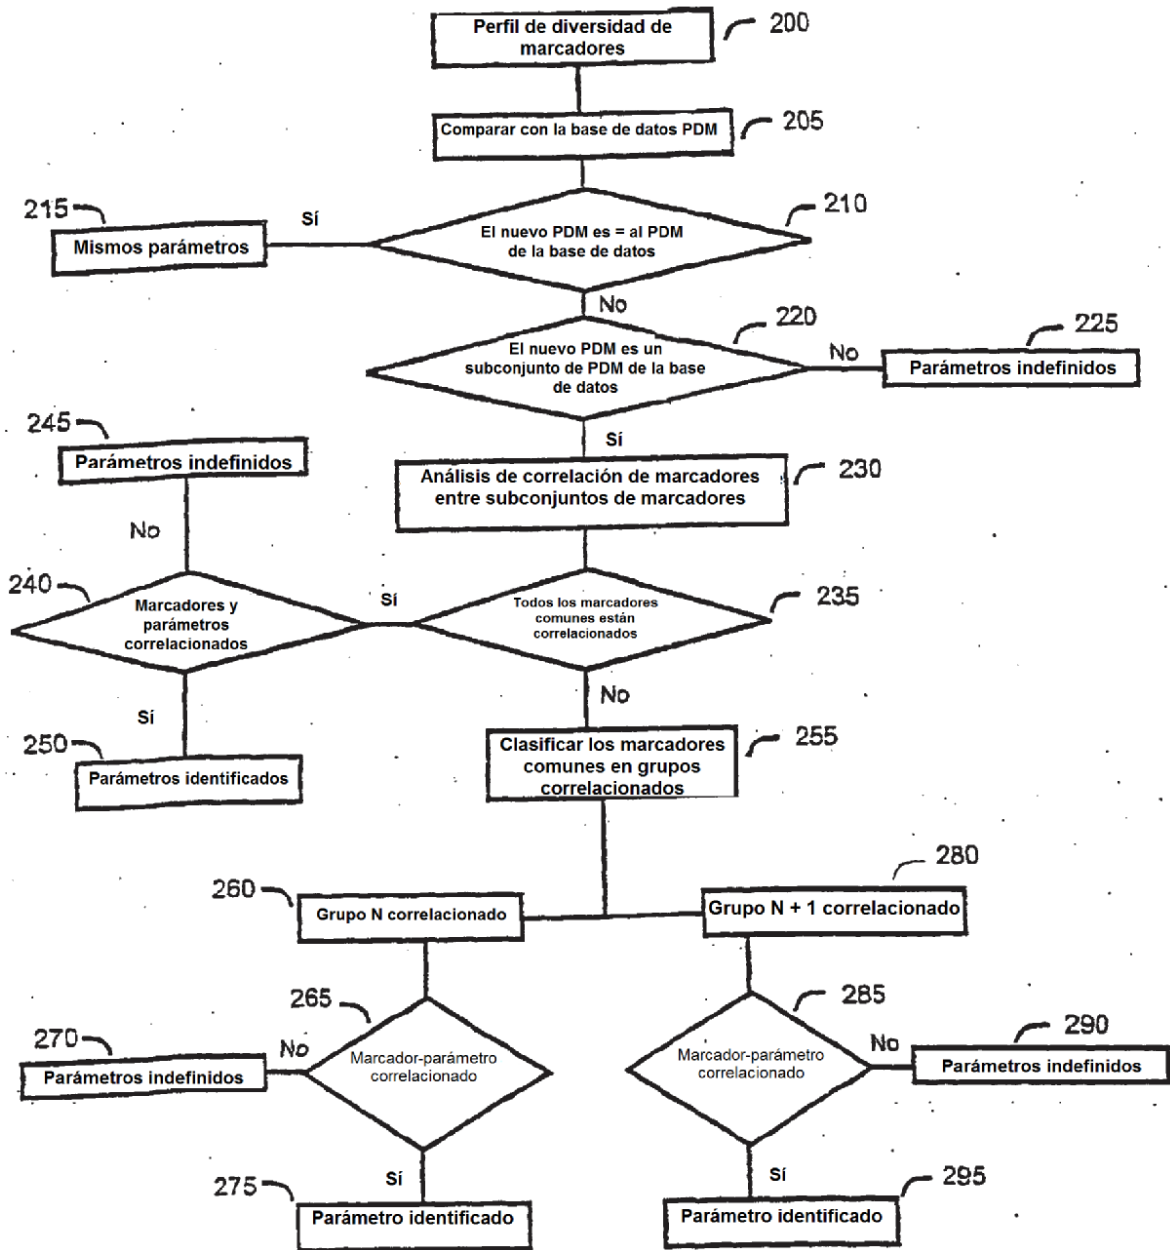 Perfil de diversidad de
marcadores
200
Comparar con la base de datos PDM
205
215
Mismos parámetros
Sí
El nuevo PDM es = al PDM
de la base de datos
210
No
El nuevo PDM es un
subconjunto de PDM de la base
de datos
220
No
225
Parámetros indefinidos
Sí
245
Parámetros indefinidos
Análisis de correlación de marcadores
entre subconjuntos de marcadores
230
No
240
Marcadores y
parámetros
correlacionados
Sí
Todos los marcadores
comunes están
correlacionados
235
Sí
No
250
Parámetros identificados
Clasificar los marcadores
comunes en grupos
correlacionados
255
260
Grupo N correlacionado
280
Grupo N + 1 correlacionado
265
Marcador-parámetro
correlacionado
No
270
Parámetros indefinidos
285
Marcador-parámetro
correlacionado
No
290
Parámetros indefinidos
Sí
275
Parámetro identificado
Sí
295
Parámetro identificado